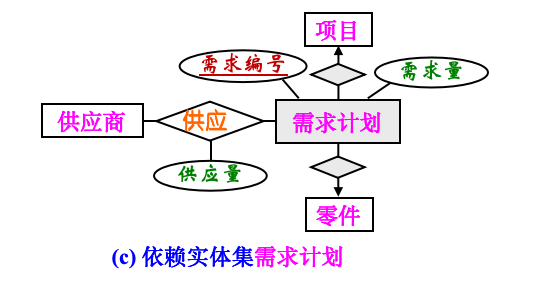 项目
需求编号
需求量
供应商
供应
需求计划
供应量
零件
(c) 依赖实体集需求计划